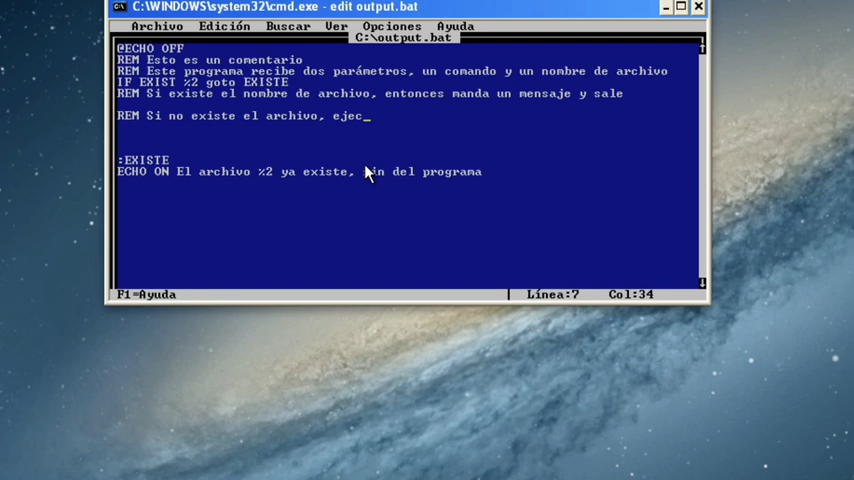 C:\WINDOWS\system32\cmd.exe - edit output.bat
Archivo Edición Buscar Ver Opciones Ayuda
C:\output.bat
@ECHO OFF
REM Esto es un comentario
REM Este programa recibe dos parámetros, un comando y un nombre de archivo
IF EXIST %2 goto EXISTE
REM Si existe el nombre de archivo, entonces manda un mensaje y sale
REM Si no existe el archivo, ejec_
:EXISTE
ECHO ON El archivo %2 ya existe, fin del programa
F1=Ayuda Línea:7 Col:34